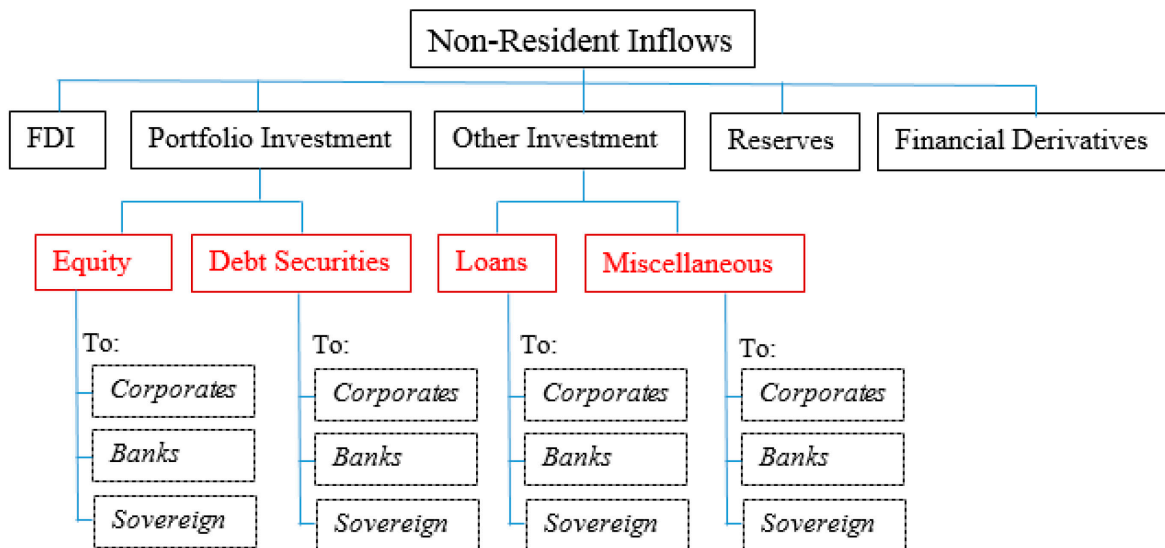 Non-Resident Inflows
FDI
Portfolio Investment
Other Investment
Reserves
Financial Derivatives
Equity
Debt Securities
Loans
Miscellaneous
To:
Corporates
Banks
Sovereign
To:
Corporates
Banks
Sovereign
To:
Corporates
Banks
Sovereign
To:
Corporates
Banks
Sovereign